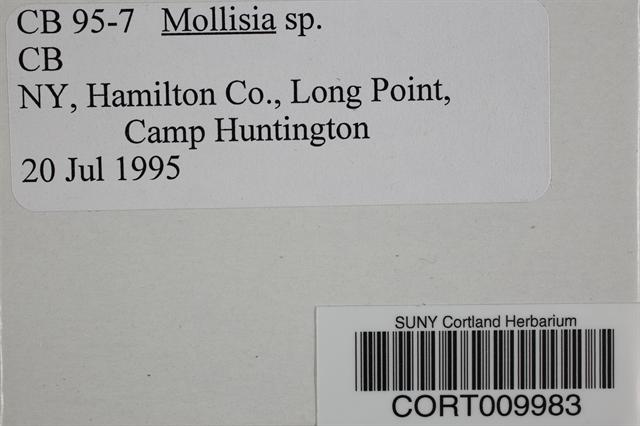 CB 95-7 Mollisia sp.
CB
NY, Hamilton Co., Long Point,
Camp Huntington
20 Jul 1995
SUNY Cortland Herbarium
CORT009983